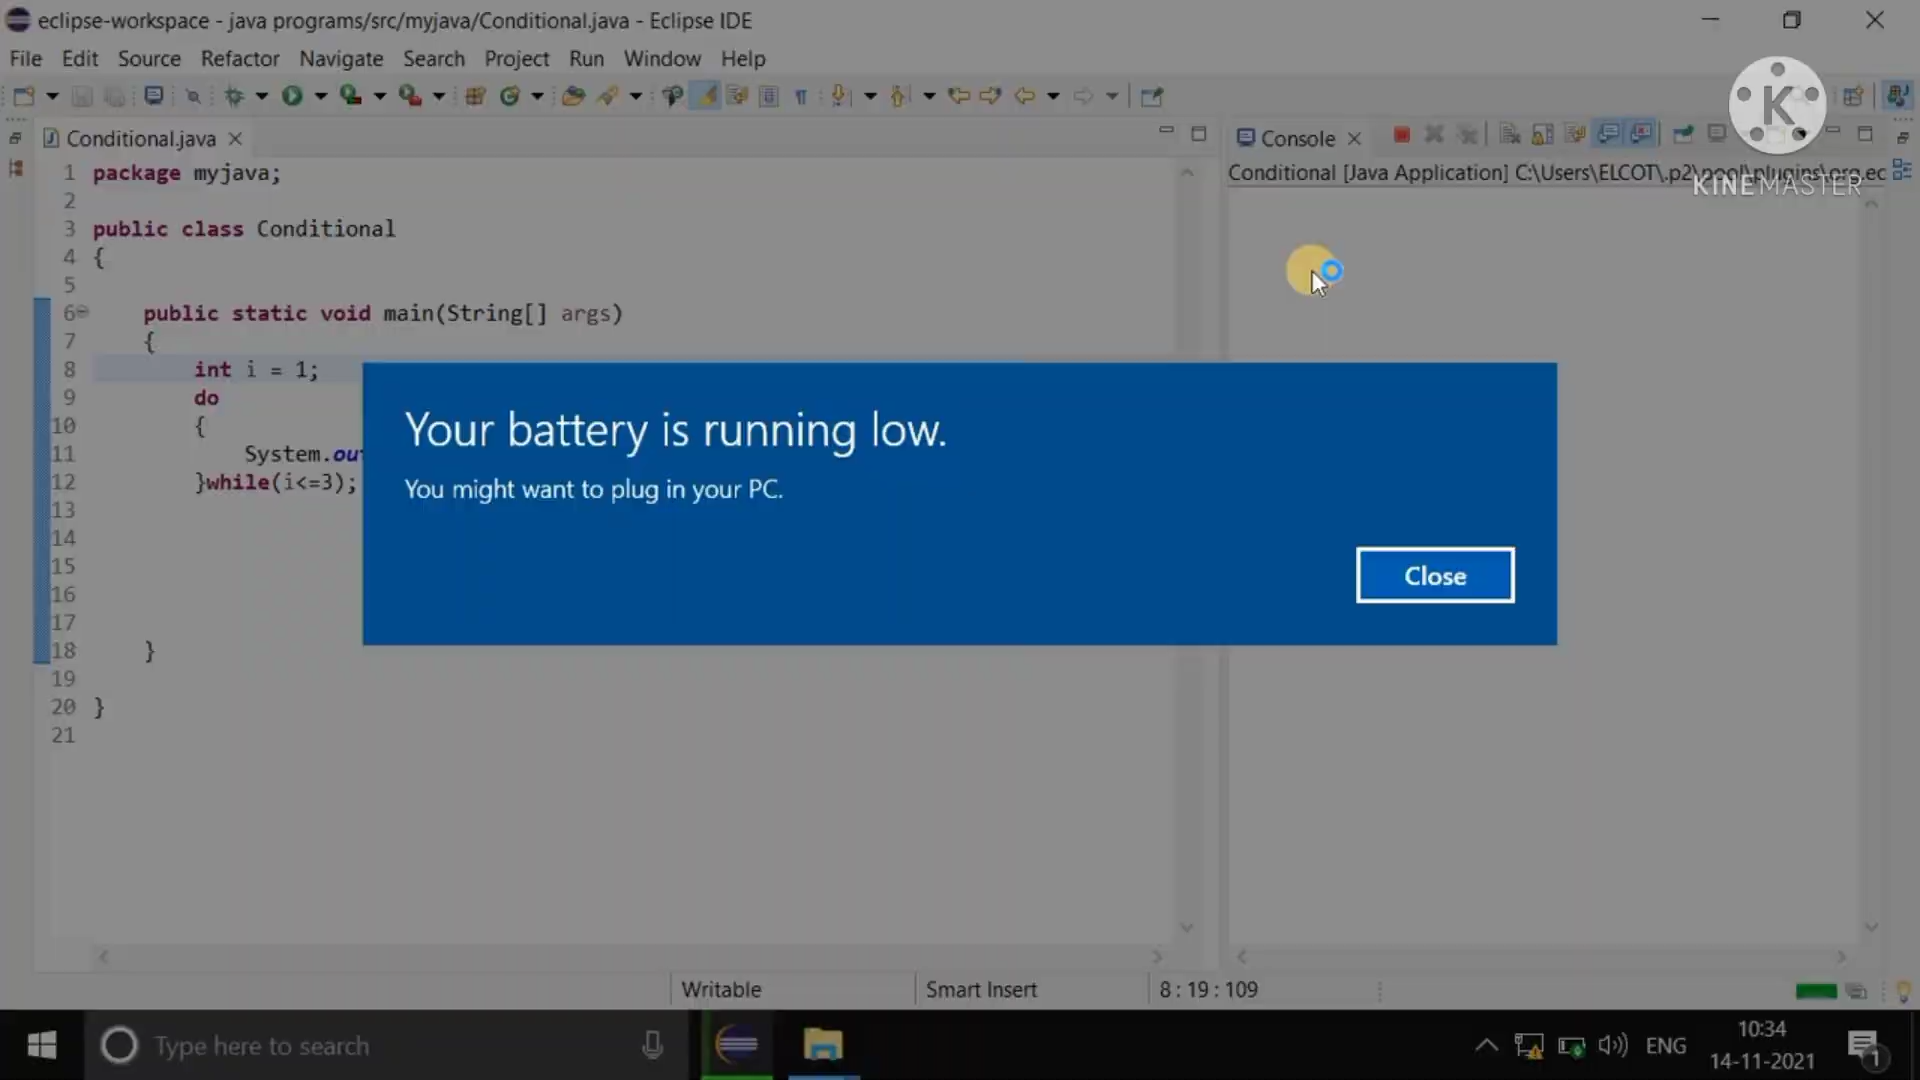 eclipse-workspace - java programs/src/myjava/Conditional.java - Eclipse IDE
File Edit Source Refactor Navigate Search Project Run Window Help
K
KINEMASTER
Conditional.java
Console
Conditional [Java Application] C:\Users\ELCOT\.p2\pool\plugins\org.ec
1 package myjava;
2
3 public class Conditional
4 {
5
6 public static void main(String[] args)
7 {
8 int i = 1;
9 do
10 {
11 System.out
12 }while(i<=3);
13
14
15
16
17
18 }
19
20 }
21
Your battery is running low.
You might want to plug in your PC.
Close
Writable Smart Insert 8 : 19 : 109
Type here to search
ENG
10:34
14-11-2021
1